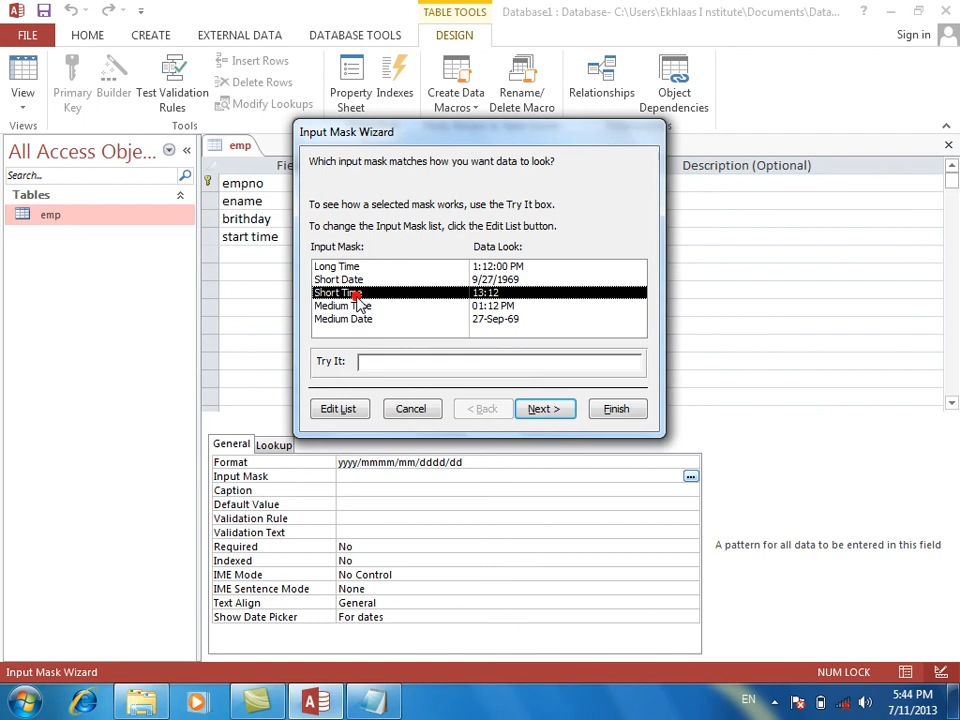 TABLE TOOLS
Database1 : Database- C:\Users\Ekhlaas I nstitute\Documents\Data...
FILE HOME CREATE EXTERNAL DATA DATABASE TOOLS DESIGN
Sign in
View
Primary Key
Builder
Test Validation Rules
Insert Rows
Delete Rows
Modify Lookups
Property Sheet
Indexes
Create Data Macros
Rename/ Delete Macro
Relationships
Object Dependencies
Views
Tools
All Access Obje...
Search...
Tables
emp
emp
Fie
Description (Optional)
empno
ename
brithday
start time
Input Mask Wizard
Which input mask matches how you want data to look?
To see how a selected mask works, use the Try It box.
To change the Input Mask list, click the Edit List button.
Input Mask: Data Look:
Long Time 1:12:00 PM
Short Date 9/27/1969
Short Time 13:12
Medium Time 01:12 PM
Medium Date 27-Sep-69
Try It:
Edit List Cancel < Back Next > Finish
General Lookup
Format yyyy/mmmm/mm/dddd/dd
Input Mask
Caption
Default Value
Validation Rule
Validation Text
Required No
Indexed No
IME Mode No Control
IME Sentence Mode None
Text Align General
Show Date Picker For dates
A pattern for all data to be entered in this field
Input Mask Wizard
NUM LOCK
EN
5:44 PM
7/11/2013